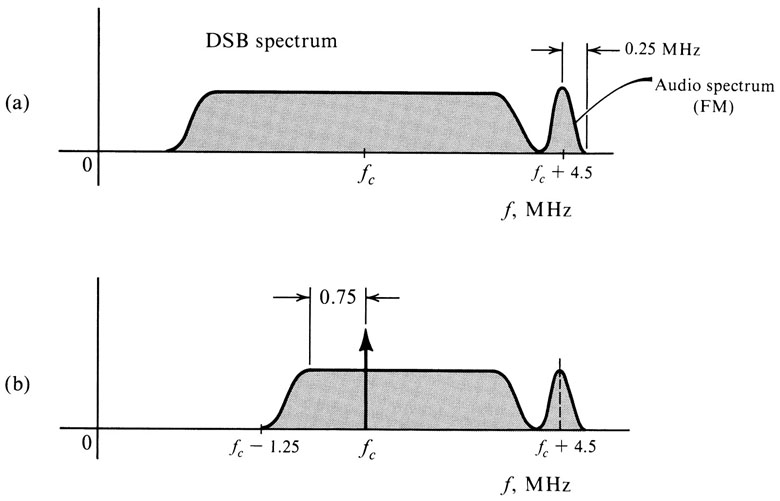 DSB spectrum
0.25 MHz
(a)
Audio spectrum
(FM)
0
f_c
f_c + 4.5
f, MHz
0.75
(b)
0
f_c − 1.25
f_c
f_c + 4.5
f, MHz